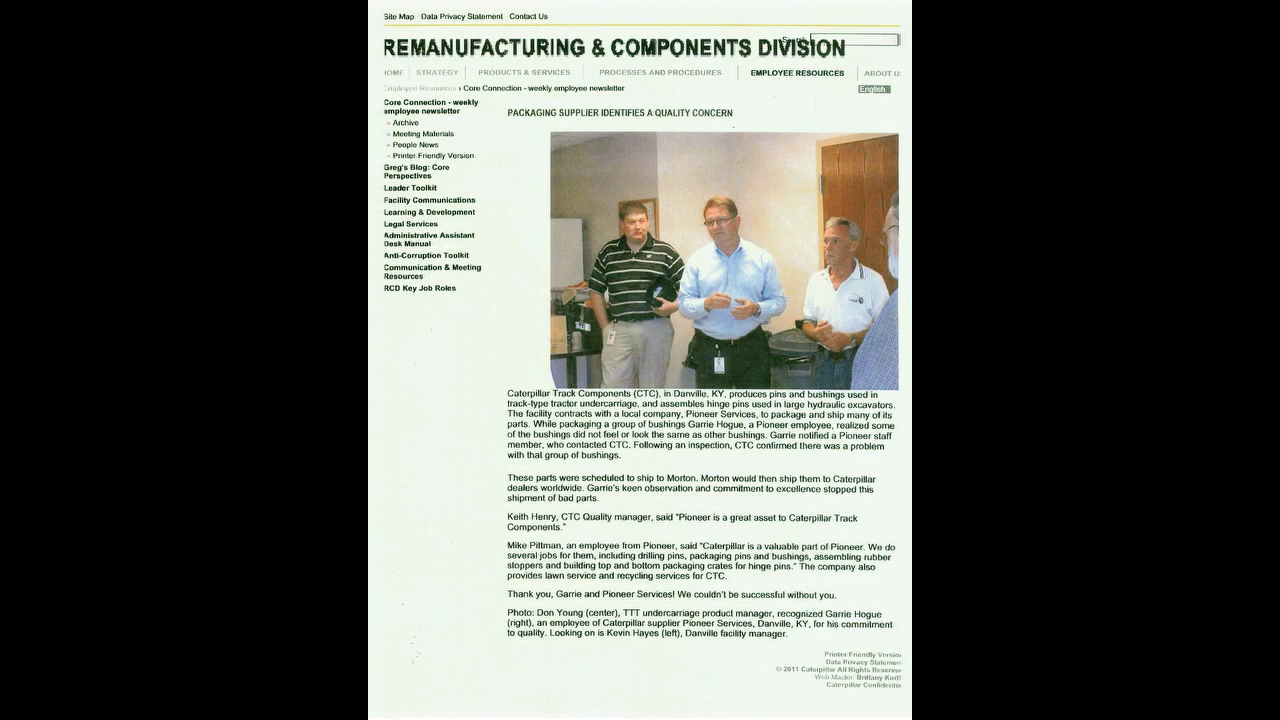 Site Map Data Privacy Statement Contact Us
Search
REMANUFACTURING & COMPONENTS DIVISION
HOME STRATEGY PRODUCTS & SERVICES PROCESSES AND PROCEDURES EMPLOYEE RESOURCES ABOUT U
Employee Resources › Core Connection - weekly employee newsletter
English
Core Connection - weekly
employee newsletter
» Archive
» Meeting Materials
» People News
» Printer Friendly Version
Greg's Blog: Core
Perspectives
Leader Toolkit
Facility Communications
Learning & Development
Legal Services
Administrative Assistant
Desk Manual
Anti-Corruption Toolkit
Communication & Meeting
Resources
RCD Key Job Roles
PACKAGING SUPPLIER IDENTIFIES A QUALITY CONCERN
Caterpillar Track Components (CTC), in Danville, KY, produces pins and bushings used in
track-type tractor undercarriage, and assembles hinge pins used in large hydraulic excavators.
The facility contracts with a local company, Pioneer Services, to package and ship many of its
parts. While packaging a group of bushings Garrie Hogue, a Pioneer employee, realized some
of the bushings did not feel or look the same as other bushings. Garrie notified a Pioneer staff
member, who contacted CTC. Following an inspection, CTC confirmed there was a problem
with that group of bushings.
These parts were scheduled to ship to Morton. Morton would then ship them to Caterpillar
dealers worldwide. Garrie's keen observation and commitment to excellence stopped this
shipment of bad parts.
Keith Henry, CTC Quality manager, said "Pioneer is a great asset to Caterpillar Track
Components."
Mike Pittman, an employee from Pioneer, said "Caterpillar is a valuable part of Pioneer. We do
several jobs for them, including drilling pins, packaging pins and bushings, assembling rubber
stoppers and building top and bottom packaging crates for hinge pins." The company also
provides lawn service and recycling services for CTC.
Thank you, Garrie and Pioneer Services! We couldn't be successful without you.
Photo: Don Young (center), TTT undercarriage product manager, recognized Garrie Hogue
(right), an employee of Caterpillar supplier Pioneer Services, Danville, KY, for his commitment
to quality. Looking on is Kevin Hayes (left), Danville facility manager.
Printer Friendly Version
Data Privacy Statemen
© 2011 Caterpillar All Rights Reserve
Web Master: Brittany
Caterpillar Confidentia